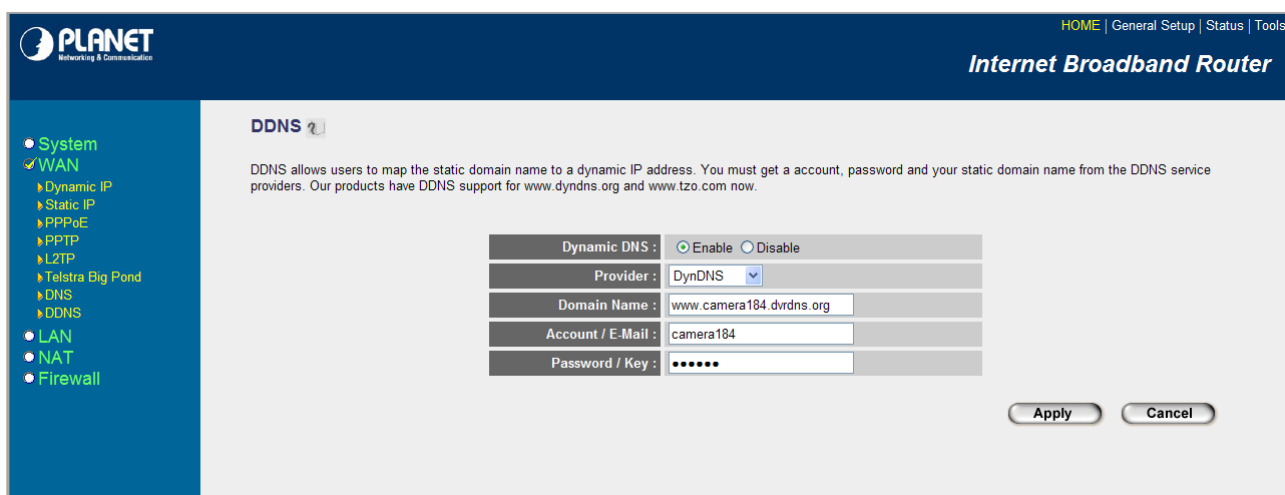 PLANET
Networking & Communication
HOME | General Setup | Status | Tools
Internet Broadband Router
System
WAN
Dynamic IP
Static IP
PPPoE
PPTP
L2TP
Telstra Big Pond
DNS
DDNS
LAN
NAT
Firewall
DDNS
DDNS allows users to map the static domain name to a dynamic IP address. You must get a account, password and your static domain name from the DDNS service
providers. Our products have DDNS support for www.dyndns.org and www.tzo.com now.
Dynamic DNS : Enable Disable
Provider : DynDNS
Domain Name : www.camera184.dvrdns.org
Account / E-Mail : camera184
Password / Key : ••••••
Apply Cancel